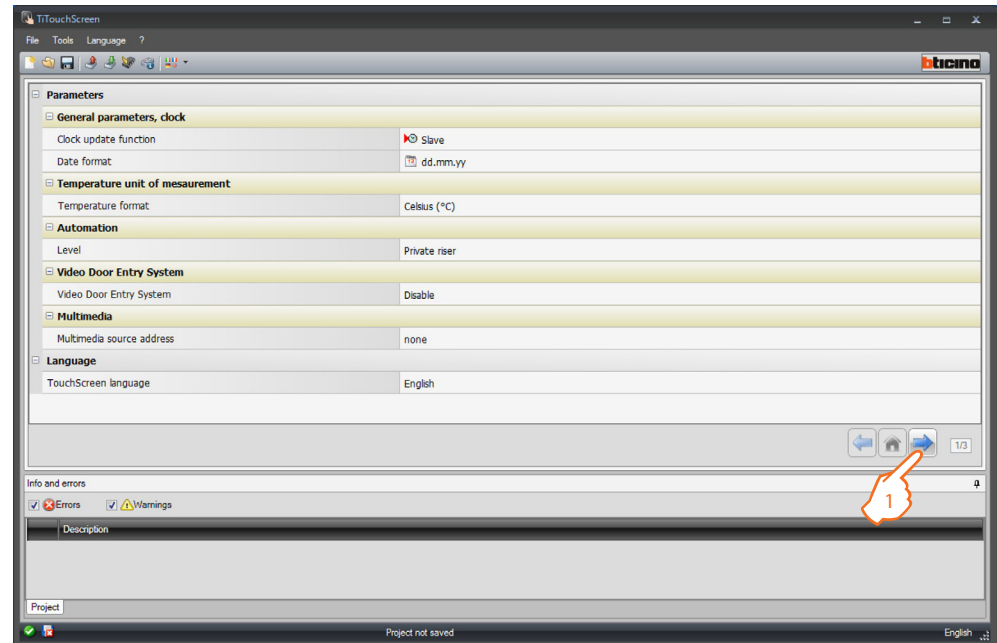 TiTouchScreen
File Tools Language ?
bticino
Parameters
General parameters, clock
Clock update function Slave
Date format 13 dd.mm.yy
Temperature unit of mesaurement
Temperature format Celsius (°C)
Automation
Level Private riser
Video Door Entry System
Video Door Entry System Disable
Multimedia
Multimedia source address none
Language
TouchScreen language English
1/3
Info and errors
Errors Warnings
1
Description
Project
Project not saved English